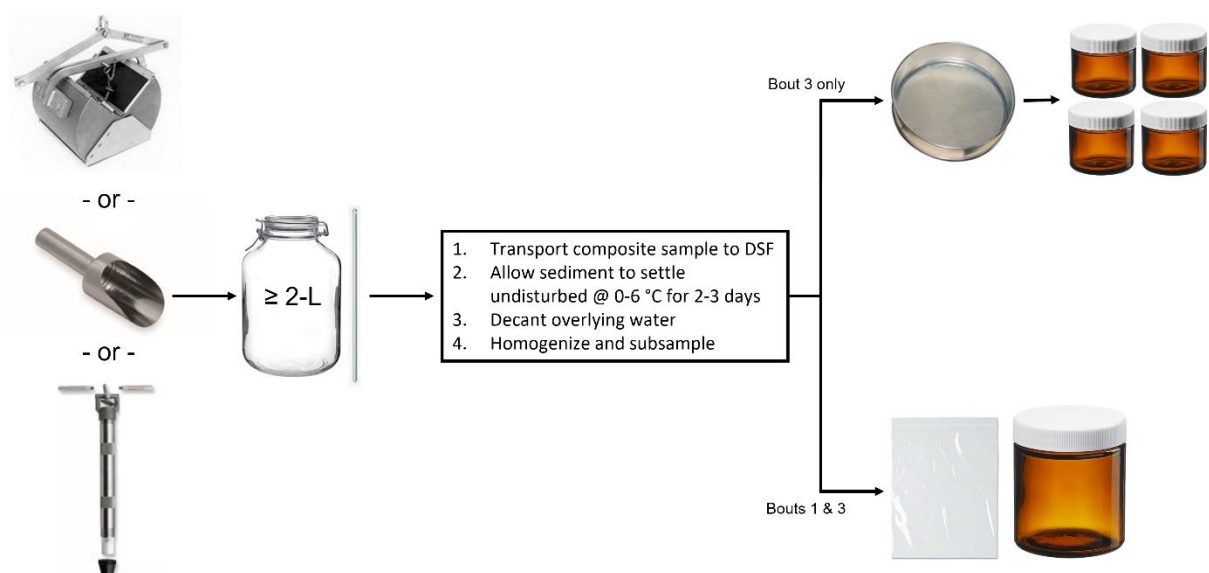 - or -
- or -
≥ 2-L
1. Transport composite sample to DSF
2. Allow sediment to settle
undisturbed @ 0-6 °C for 2-3 days
3. Decant overlying water
4. Homogenize and subsample
Bout 3 only
Bouts 1 & 3